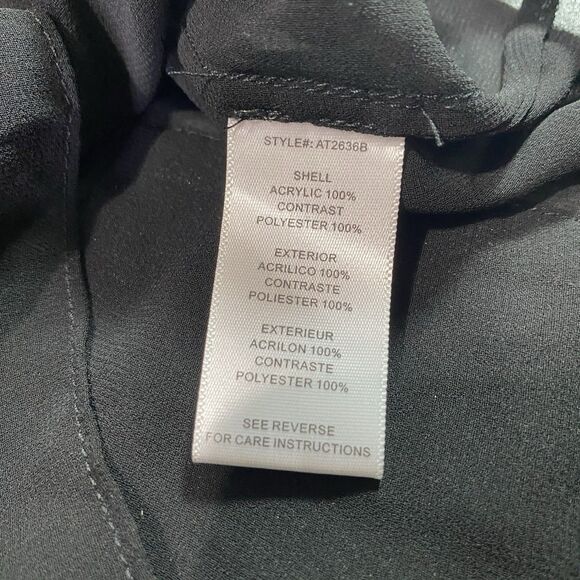 STYLE#: AT2636B
SHELL
ACRYLIC 100%
CONTRAST
POLYESTER 100%
EXTERIOR
ACRILICO 100%
CONTRASTE
POLIESTER 100%
EXTERIEUR
ACRILON 100%
CONTRASTE
POLYESTER 100%
SEE REVERSE
FOR CARE INSTRUCTIONS